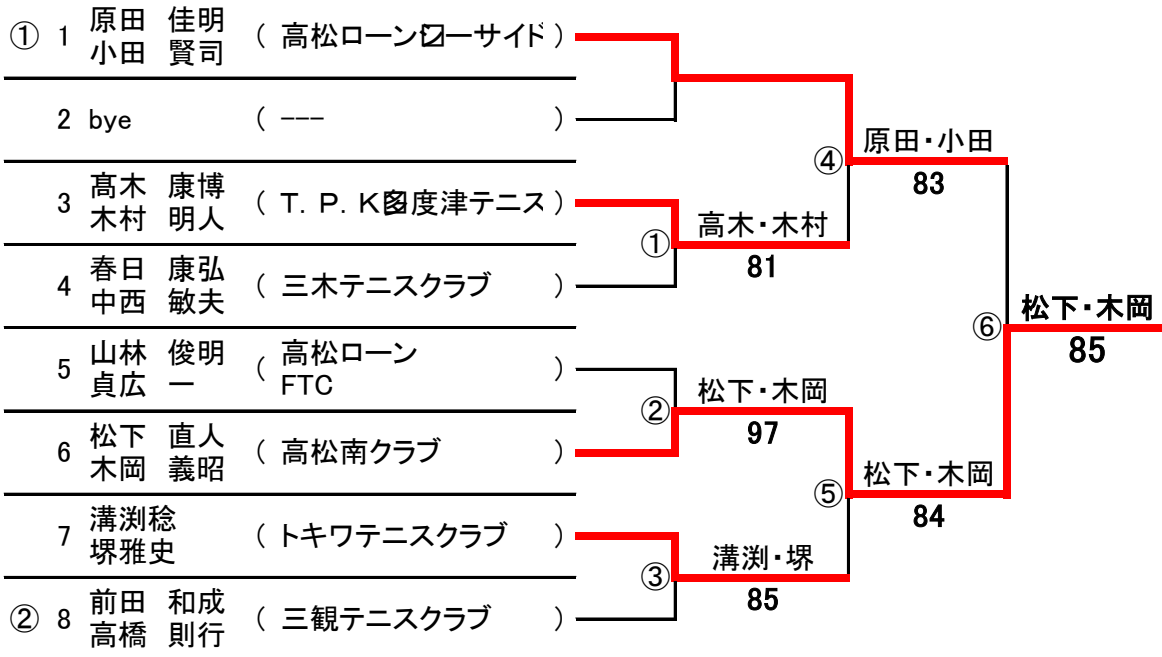 ① 1 原田 佳明
小田 賢司
( 高松ローン ーサイド )
2 bye ( --- )
3 髙木 康博
木村 明人
( T. P. K 度津テニス )
4 春日 康弘
中西 敏夫
( 三木テニスクラブ )
5 山林 俊明
貞広 一
( 高松ローン
FTC )
6 松下 直人
木岡 義昭
( 高松南クラブ )
7 溝渕稔
堺雅史
( トキワテニスクラブ )
② 8 前田 和成
高橋 則行
( 三観テニスクラブ )
① 高木・木村
81
② 松下・木岡
97
③ 溝渕・堺
85
④ 原田・小田
83
⑤ 松下・木岡
84
⑥ 松下・木岡
85